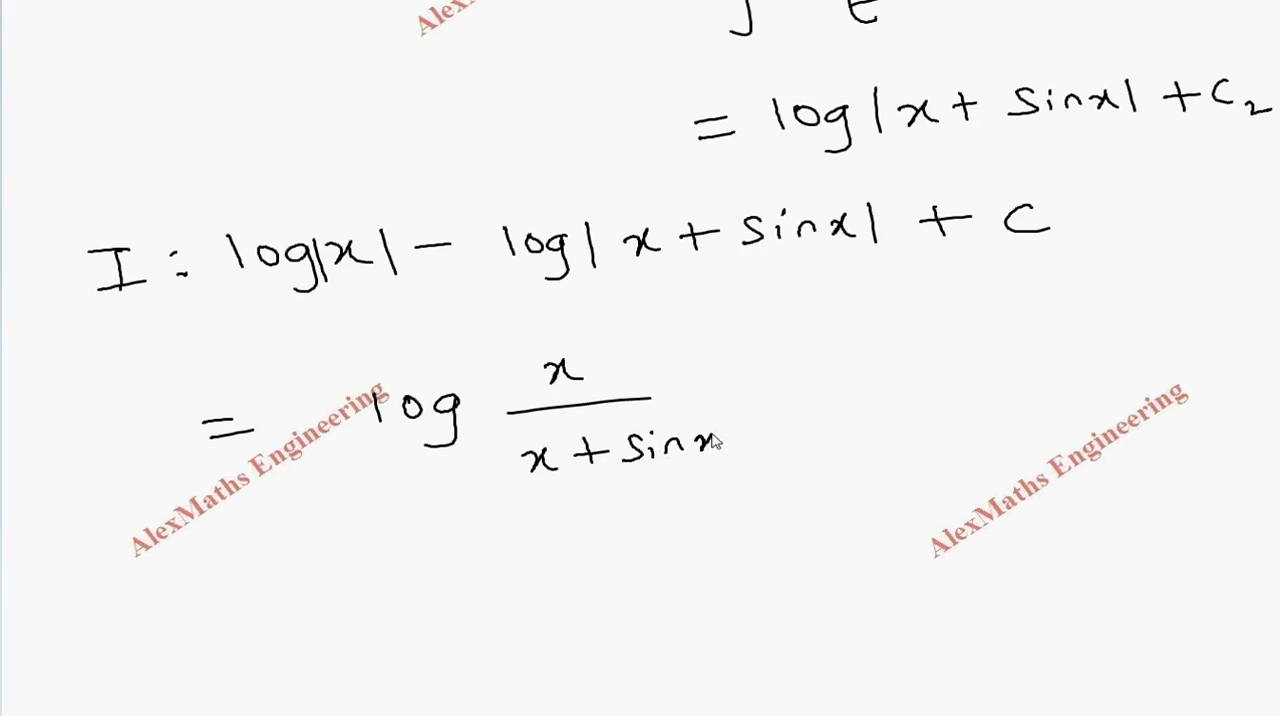 = log|x + sinx| + C₂
I = log|x| - log|x + sinx| + C
= log x / x + sinx
AlexMaths Engineering
AlexMaths Engineering